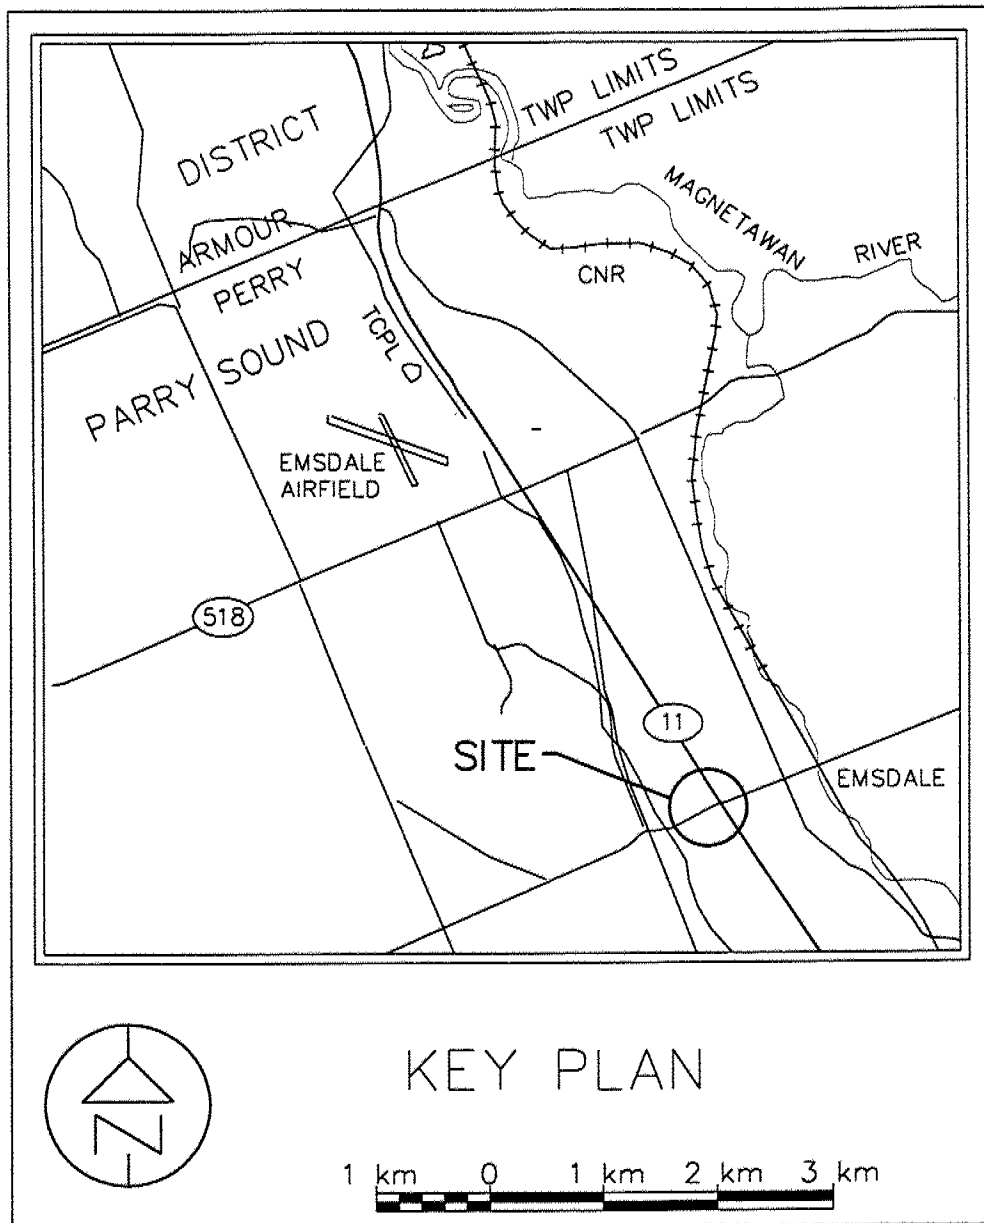 TWP LIMITS
TWP LIMITS
DISTRICT
MAGNETAWAN
RIVER
ARMOUR
PERRY
CNR
PARRY SOUND
TCPL
EMSDALE
AIRFIELD
518
11
SITE
EMSDALE
N
KEY PLAN
1 km 0 1 km 2 km 3 km